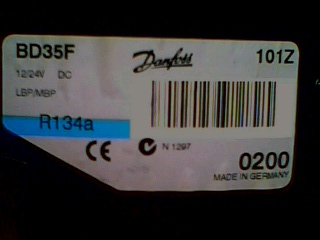 BD35F Danfoss 101Z
12/24V DC
LBP/MBP
R134a
CE N 1297
0200
MADE IN GERMANY